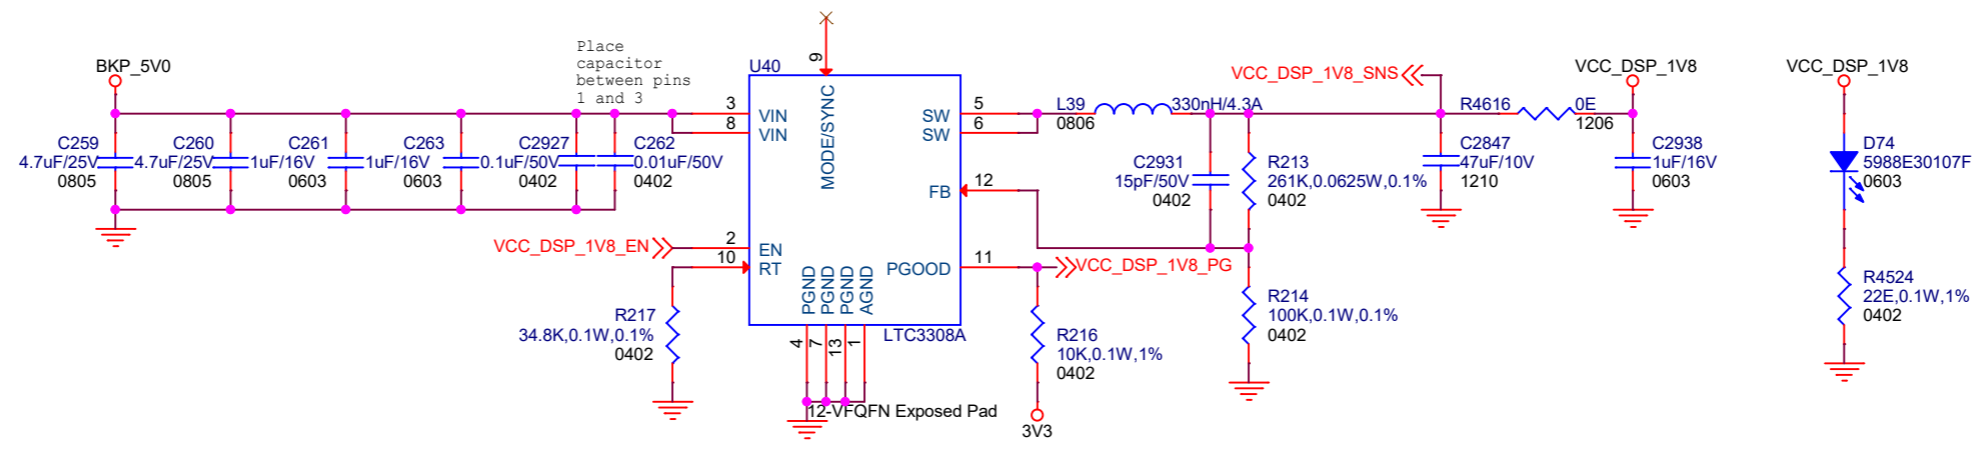 BKP_5V0
Place
capacitor
between pins
1 and 3
C259
4.7uF/25V
0805
C260
4.7uF/25V
0805
C261
1uF/16V
0603
C263
1uF/16V
0603
C2927
0.1uF/50V
0402
C262
0.01uF/50V
0402
U40
9
MODE/SYNC
3
VIN
8
VIN
VCC_DSP_1V8_EN
2
EN
10
RT
R217
34.8K,0.1W,0.1%
0402
PGND
PGND
PGND
AGND
4
7
13
1
12-VFQFN Exposed Pad
LTC3308A
SW
5
SW
6
FB
12
PGOOD
11
VCC_DSP_1V8_PG
R216
10K,0.1W,1%
0402
3V3
L39
330nH/4.3A
0806
C2931
15pF/50V
0402
R213
261K,0.0625W,0.1%
0402
R214
100K,0.1W,0.1%
0402
VCC_DSP_1V8_SNS
C2847
47uF/10V
1210
R4616
0E
1206
VCC_DSP_1V8
C2938
1uF/16V
0603
VCC_DSP_1V8
D74
5988E30107F
0603
R4524
22E,0.1W,1%
0402